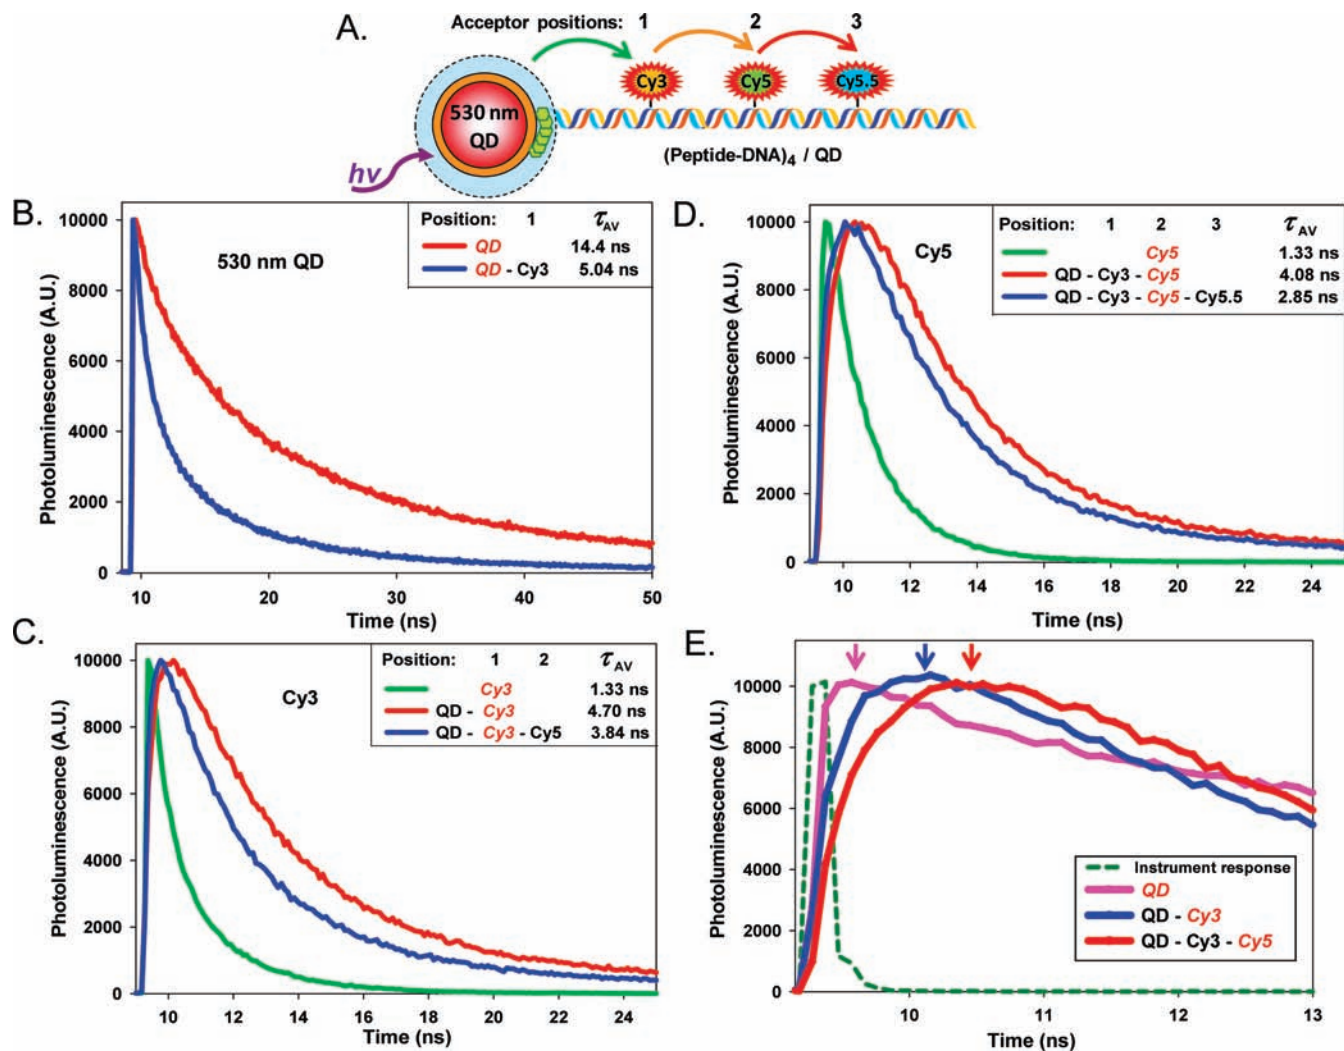 A.
Acceptor positions: 1 2 3
Cy3 Cy5 Cy5.5
530 nm
QD
hν
(Peptide-DNA)4 / QD
B.
Position: 1 τAV
QD 14.4 ns
QD - Cy3 5.04 ns
530 nm QD
Photoluminescence (A.U.)
10000
8000
6000
4000
2000
0
10 20 30 40 50
Time (ns)
D.
Position: 1 2 3 τAV
Cy5 1.33 ns
QD - Cy3 - Cy5 4.08 ns
QD - Cy3 - Cy5 - Cy5.5 2.85 ns
Cy5
Photoluminescence (A.U.)
10000
8000
6000
4000
2000
0
10 12 14 16 18 20 22 24
Time (ns)
C.
Position: 1 2 τAV
Cy3 1.33 ns
QD - Cy3 4.70 ns
QD - Cy3 - Cy5 3.84 ns
Cy3
Photoluminescence (A.U.)
10000
8000
6000
4000
2000
0
10 12 14 16 18 20 22 24
Time (ns)
E.
Photoluminescence (A.U.)
10000
8000
6000
4000
2000
0
Instrument response
QD
QD - Cy3
QD - Cy3 - Cy5
10 11 12 13
Time (ns)